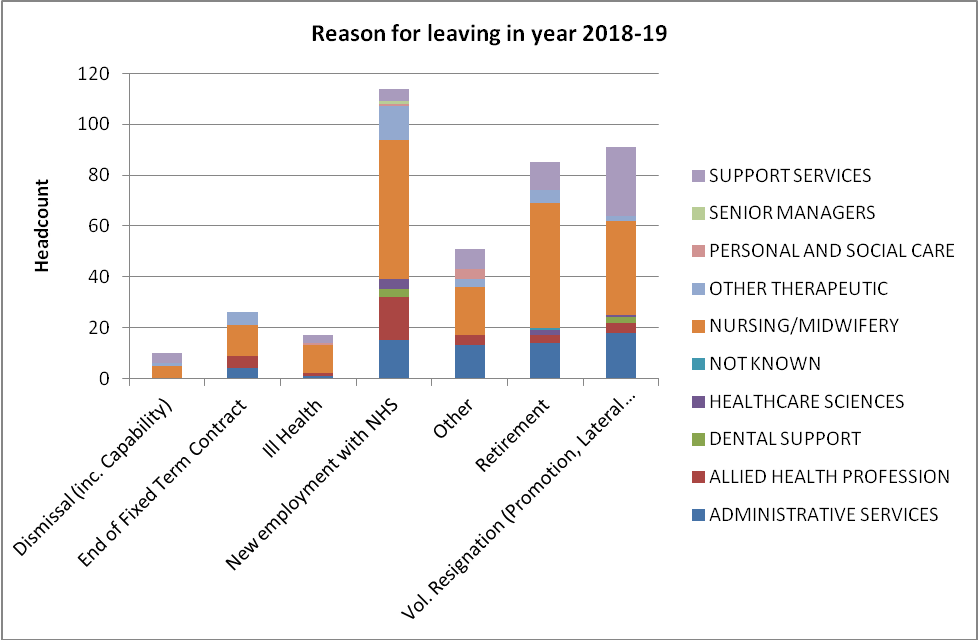 Reason for leaving in year 2018-19
Headcount
120
100
80
60
40
20
0
Dismissal (inc. Capability)
End of Fixed Term Contract
Ill Health
New employment with NHS
Other
Retirement
Vol. Resignation (Promotion, Lateral...
SUPPORT SERVICES
SENIOR MANAGERS
PERSONAL AND SOCIAL CARE
OTHER THERAPEUTIC
NURSING/MIDWIFERY
NOT KNOWN
HEALTHCARE SCIENCES
DENTAL SUPPORT
ALLIED HEALTH PROFESSION
ADMINISTRATIVE SERVICES